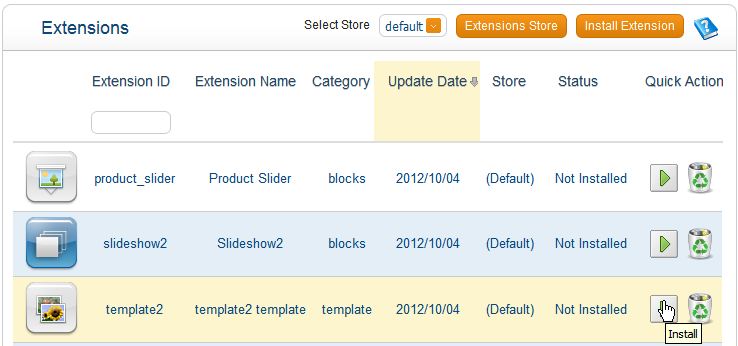 Extensions
Select Store default Extensions Store Install Extension
Extension ID Extension Name Category Update Date Store Status Quick Action
product_slider Product Slider blocks 2012/10/04 (Default) Not Installed
slideshow2 Slideshow2 blocks 2012/10/04 (Default) Not Installed
template2 template2 template template 2012/10/04 (Default) Not Installed
Install